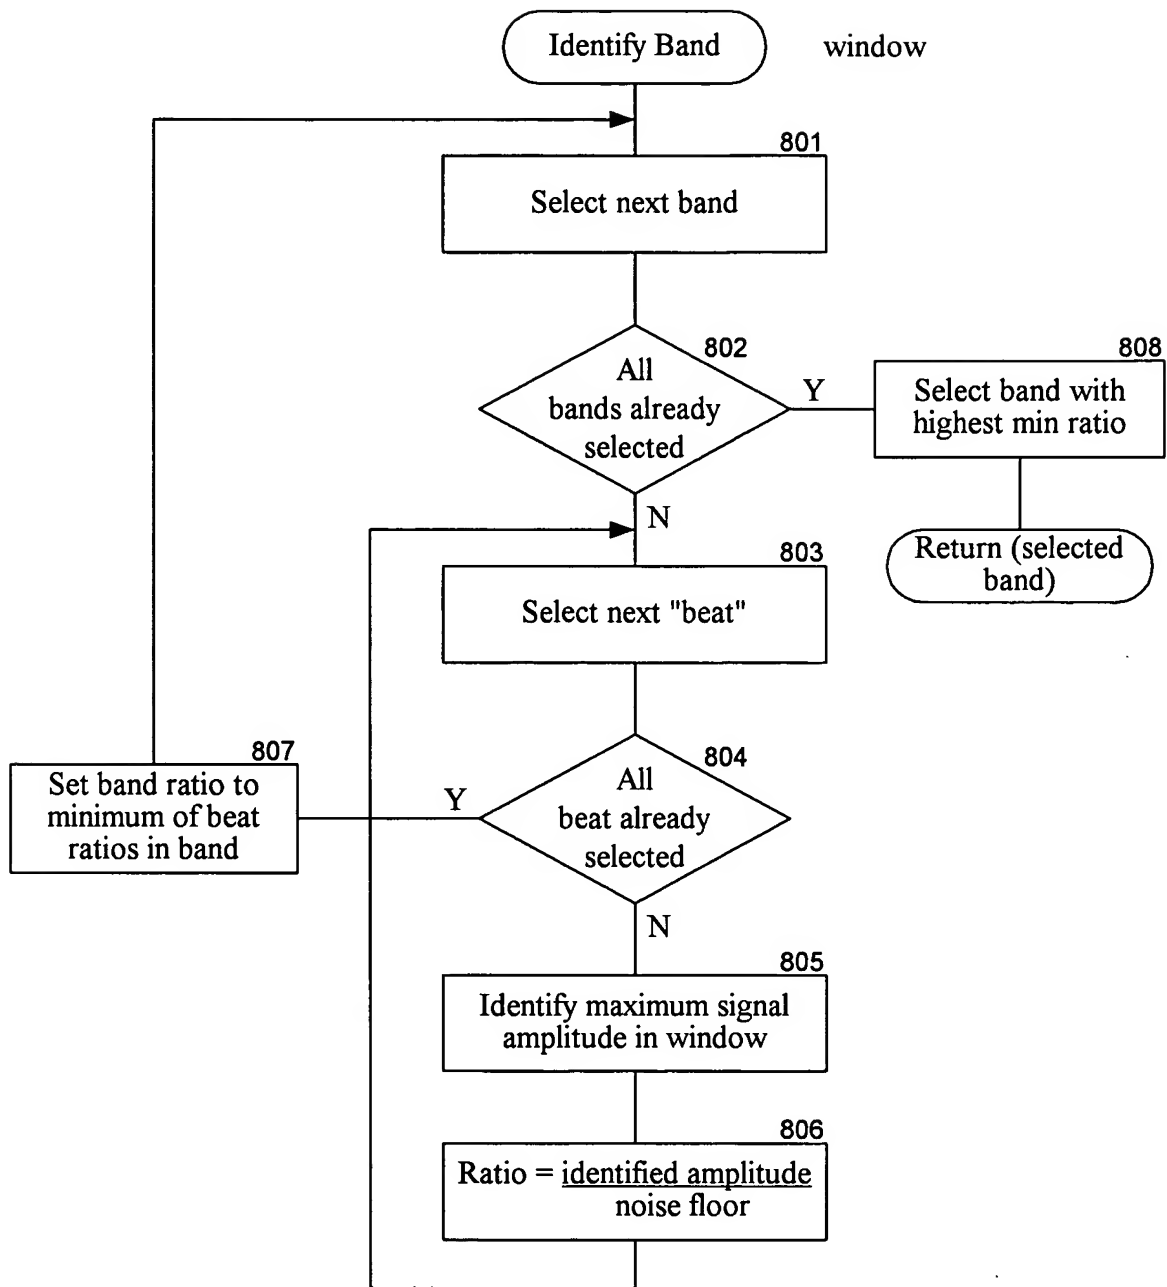 Identify Band
window
801
Select next band
802
All
bands already
selected
Y
808
Select band with
highest min ratio
N
Return (selected
band)
803
Select next "beat"
804
All
beat already
selected
Y
807
Set band ratio to
minimum of beat
ratios in band
N
805
Identify maximum signal
amplitude in window
806
Ratio = identified amplitude
noise floor